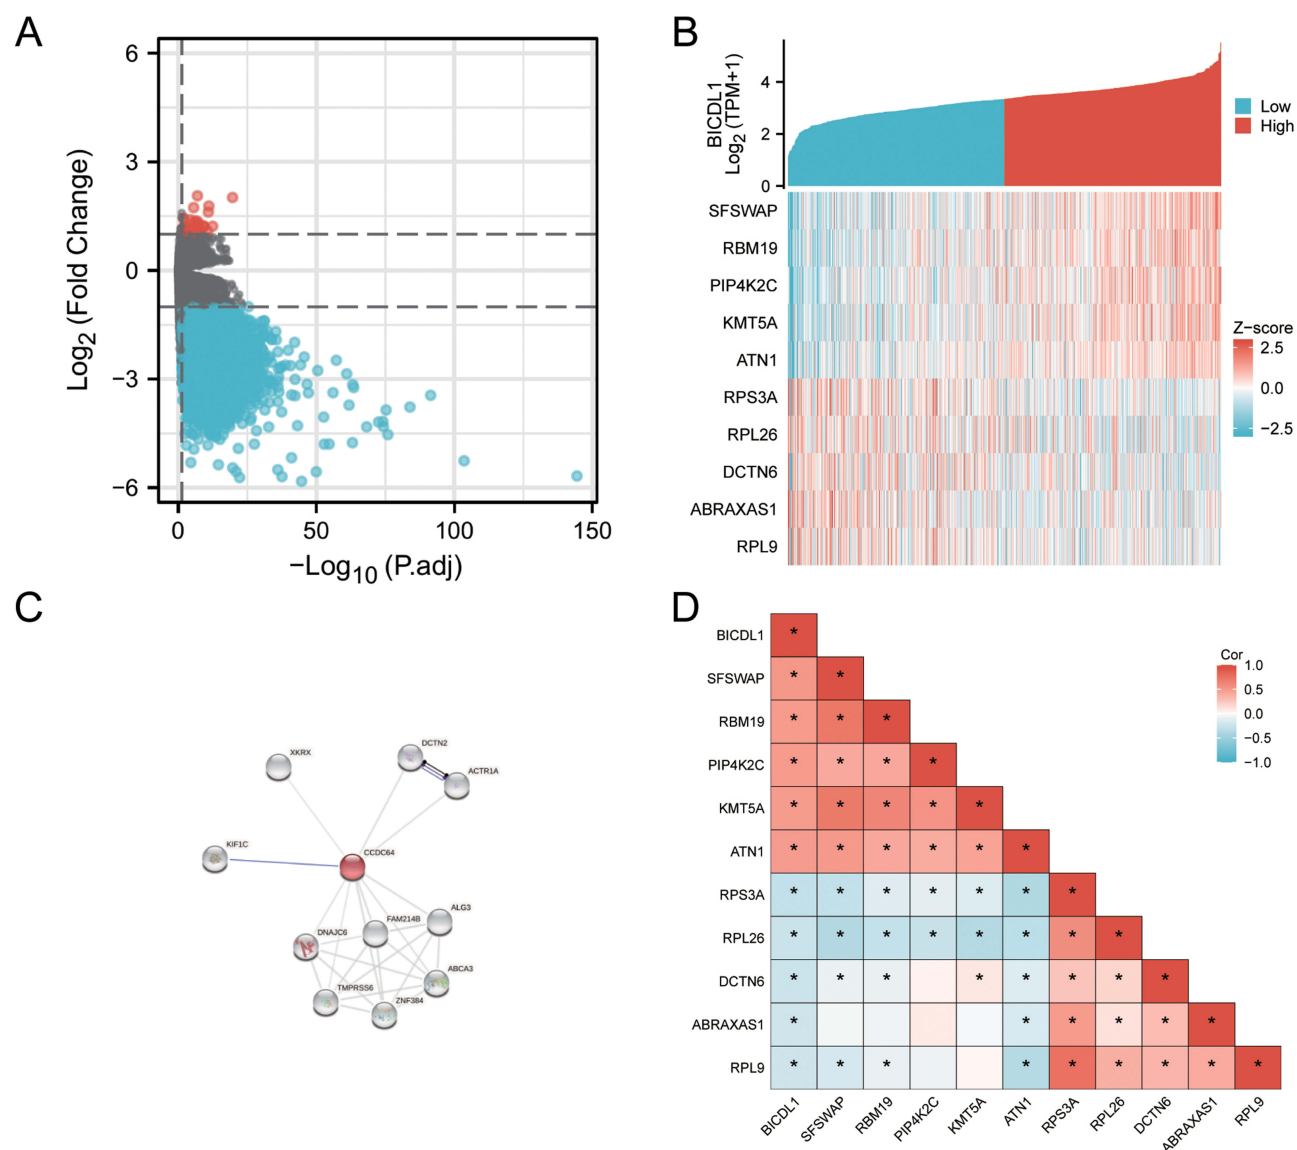 A
6
3
0
−3
−6
Log2 (Fold Change)
0
50
100
150
−Log10 (P.adj)
B
BICDL1
Log2 (TPM+1)
4
2
0
Low
High
SFSWAP
RBM19
PIP4K2C
KMT5A
ATN1
RPS3A
RPL26
DCTN6
ABRAXAS1
RPL9
Z−score
2.5
0.0
−2.5
C
XKRX
DCTN2
ACTR1A
KIF1C
CCDC64
ALG3
FAM214B
DNAJC6
ABCA3
TMPRSS6
ZNF384
D
BICDL1 *
SFSWAP * *
RBM19 * * *
PIP4K2C * * * *
KMT5A * * * * *
ATN1 * * * * * *
RPS3A * * * * * * *
RPL26 * * * * * * * *
DCTN6 * * * * * * * *
ABRAXAS1 * * * * * *
RPL9 * * * * * * * * *
BICDL1
SFSWAP
RBM19
PIP4K2C
KMT5A
ATN1
RPS3A
RPL26
DCTN6
ABRAXAS1
RPL9
Cor
1.0
0.5
0.0
−0.5
−1.0